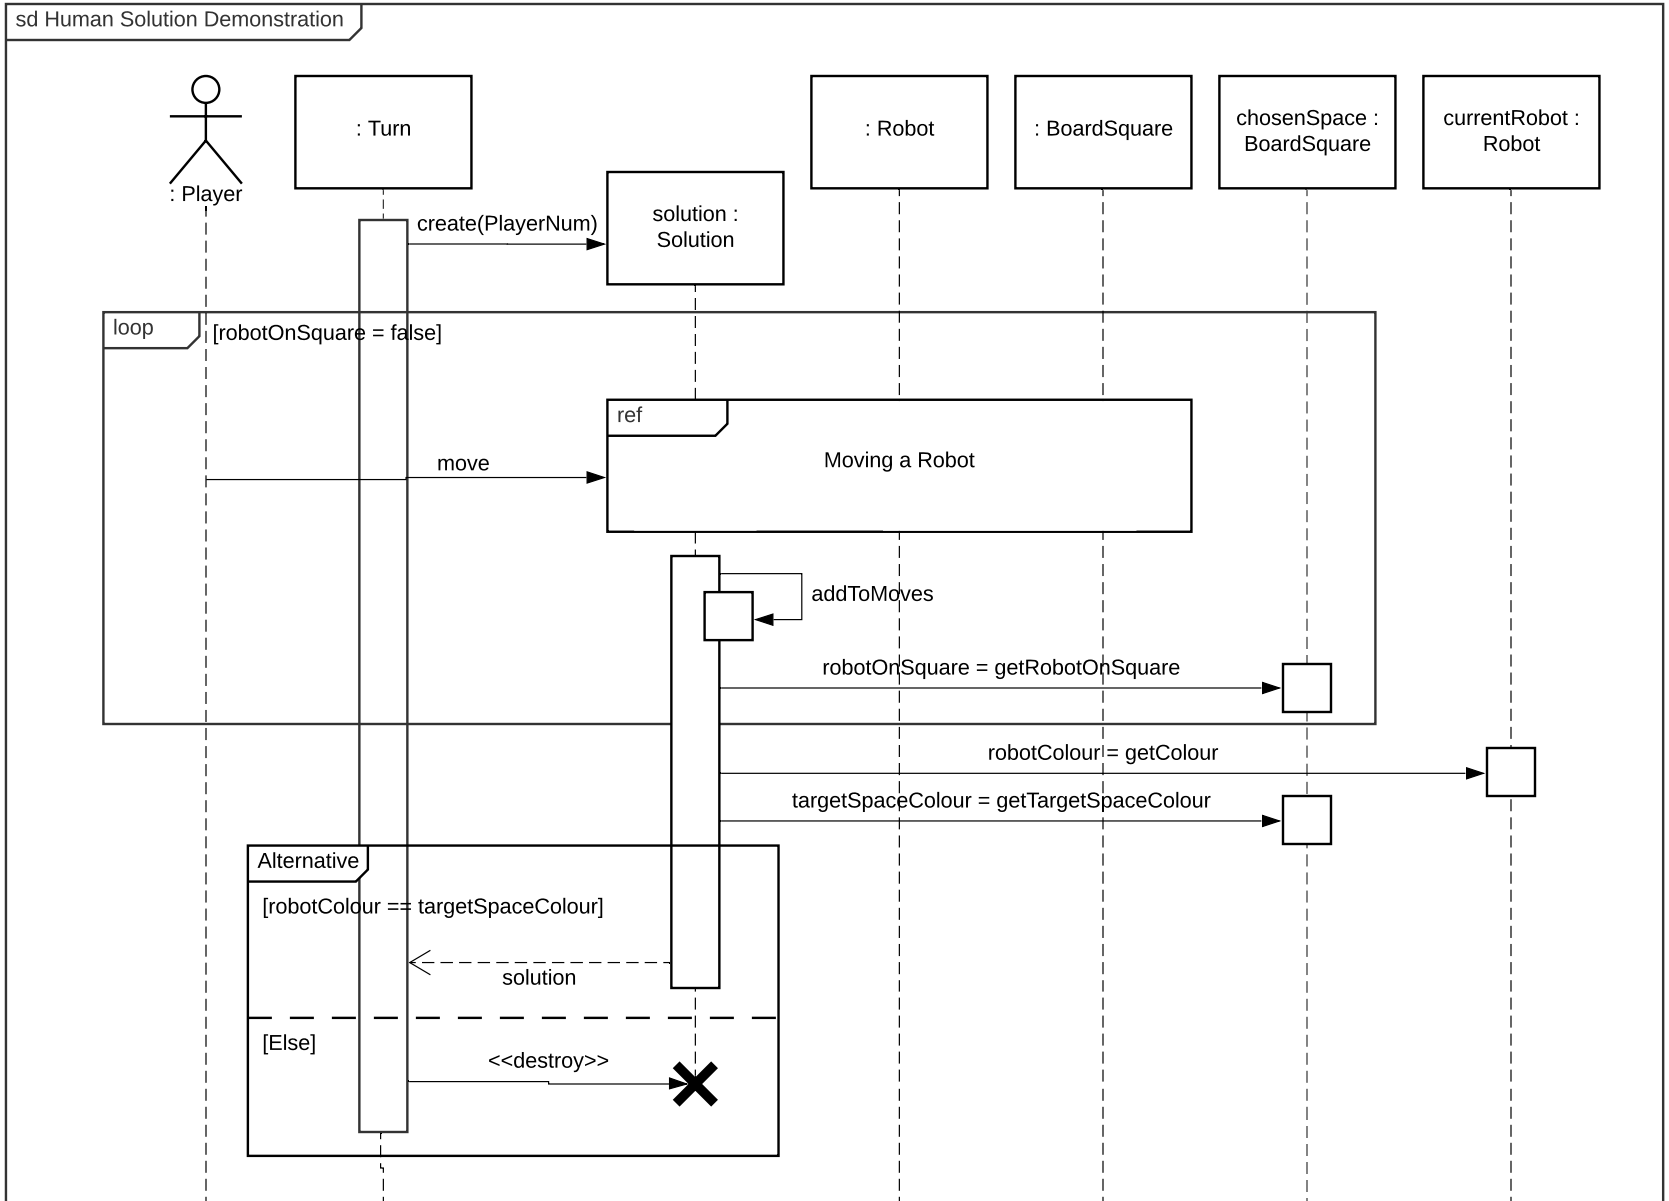 sd Human Solution Demonstration
: Player
: Turn
solution :
Solution
: Robot
: BoardSquare
chosenSpace :
BoardSquare
currentRobot :
Robot
create(PlayerNum)
loop
[robotOnSquare = false]
ref
Moving a Robot
move
addToMoves
robotOnSquare = getRobotOnSquare
robotColour = getColour
targetSpaceColour = getTargetSpaceColour
Alternative
[robotColour == targetSpaceColour]
solution
[Else]
<<destroy>>